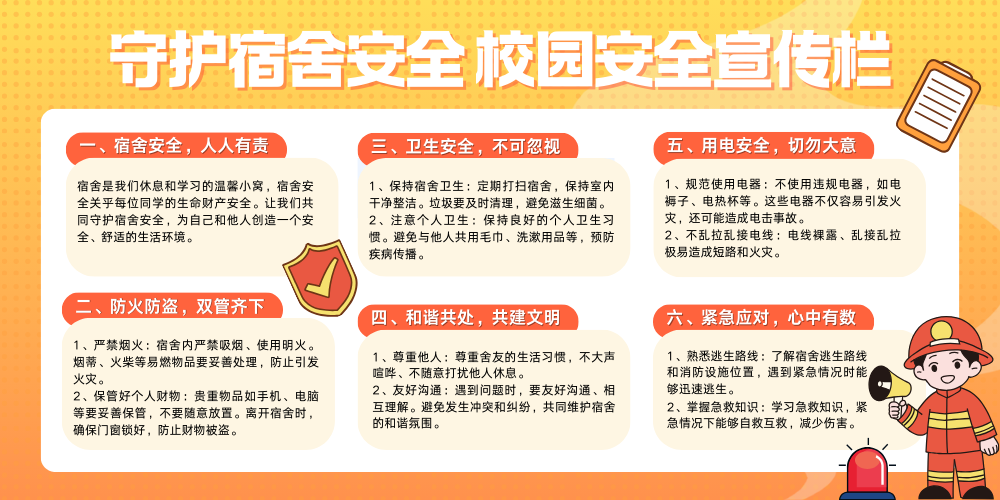 守护宿舍安全 校园安全宣传栏
一、宿舍安全，人人有责
宿舍是我们休息和学习的温馨小窝，宿舍安
全关乎每位同学的生命财产安全。让我们共
同守护宿舍安全，为自己和他人创造一个安
全、舒适的生活环境。
二、防火防盗，双管齐下
1、严禁烟火：宿舍内严禁吸烟、使用明火。
烟蒂、火柴等易燃物品要妥善处理，防止引发
火灾。
2、保管好个人财物：贵重物品如手机、电脑
等要妥善保管，不要随意放置。离开宿舍时，
确保门窗锁好，防止财物被盗。
三、卫生安全，不可忽视
1、保持宿舍卫生：定期打扫宿舍，保持室内
干净整洁。垃圾要及时清理，避免滋生细菌。
2、注意个人卫生：保持良好的个人卫生习
惯。避免与他人共用毛巾、洗漱用品等，预防
疾病传播。
四、和谐共处，共建文明
1、尊重他人：尊重舍友的生活习惯，不大声
喧哗、不随意打扰他人休息。
2、友好沟通：遇到问题时，要友好沟通、相
互理解。避免发生冲突和纠纷，共同维护宿舍
的和谐氛围。
五、用电安全，切勿大意
1、规范使用电器：不使用违规电器，如电
褥子、电热杯等。这些电器不仅容易引发火
灾，还可能造成电击事故。
2、不乱拉乱接电线：电线裸露、乱接乱拉
极易造成短路和火灾。
六、紧急应对，心中有数
1、熟悉逃生路线：了解宿舍逃生路线
和消防设施位置，遇到紧急情况时能
够迅速逃生。
2、掌握急救知识：学习急救知识，紧
急情况下能够自救互救，减少伤害。